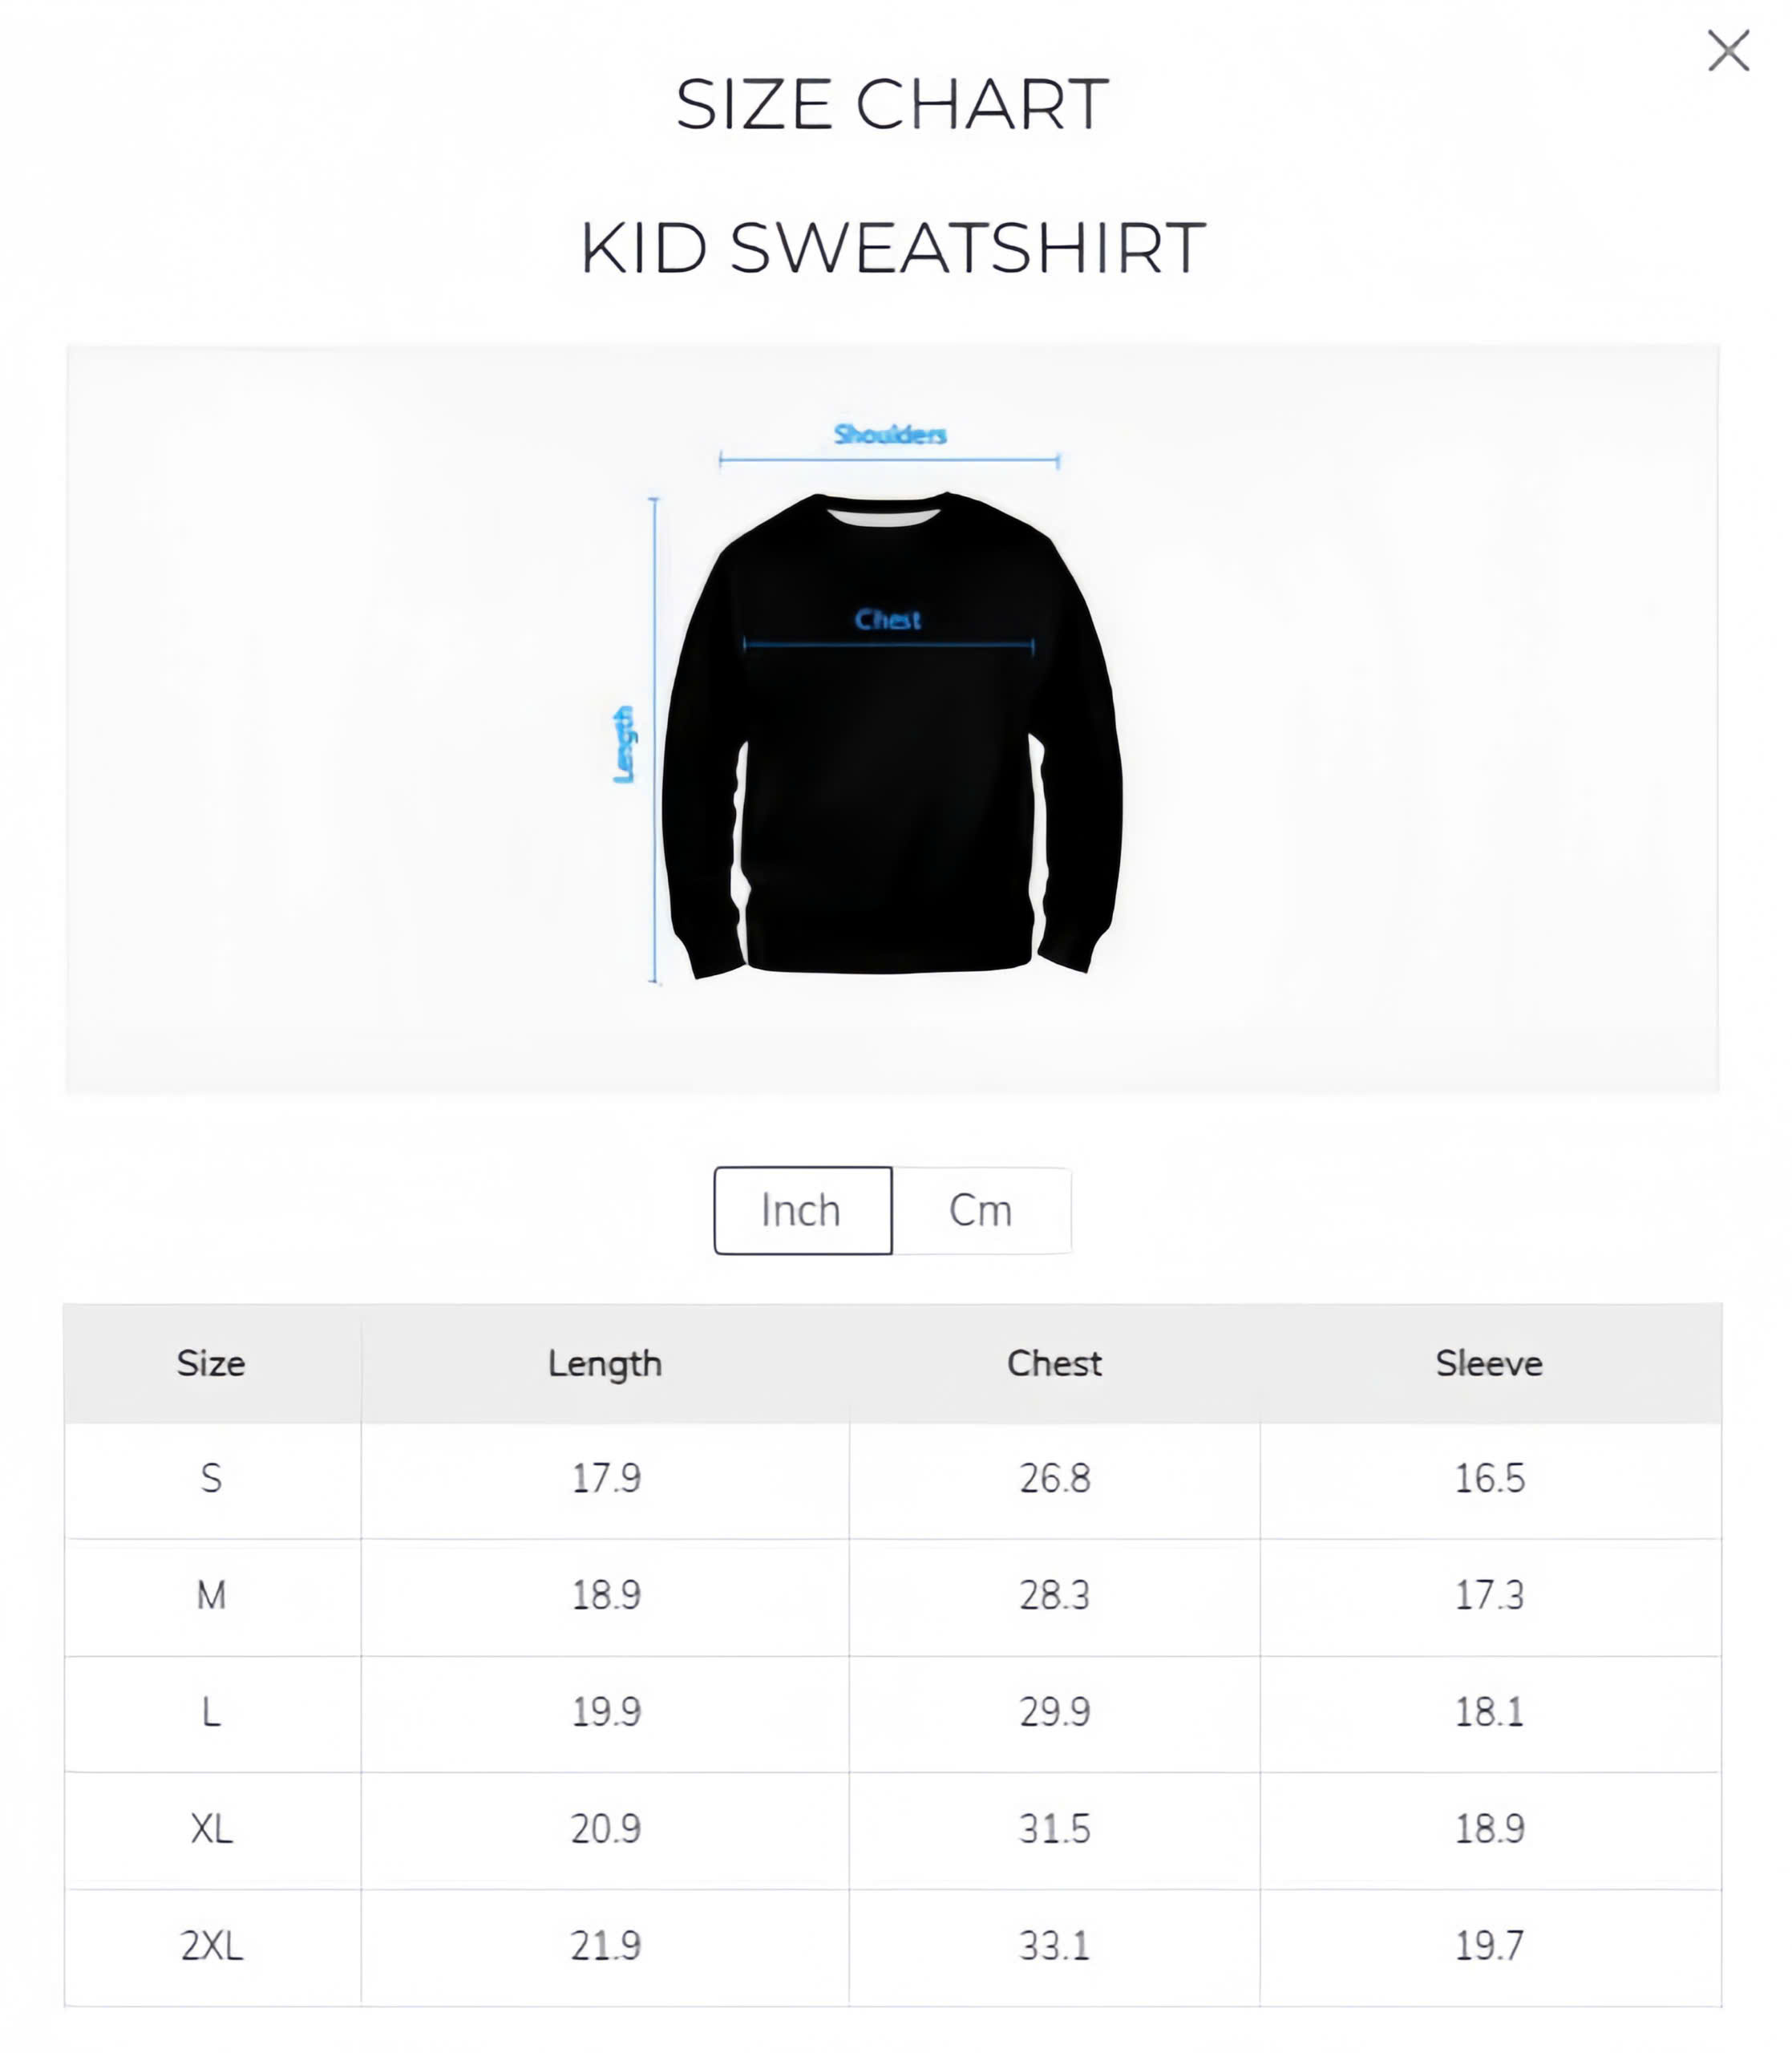 SIZE CHART
KID SWEATSHIRT
Shoulders
Chest
Length
Inch Cm
Size Length Chest Sleeve
S 17.9 26.8 16.5
M 18.9 28.3 17.3
L 19.9 29.9 18.1
XL 20.9 31.5 18.9
2XL 21.9 33.1 19.7